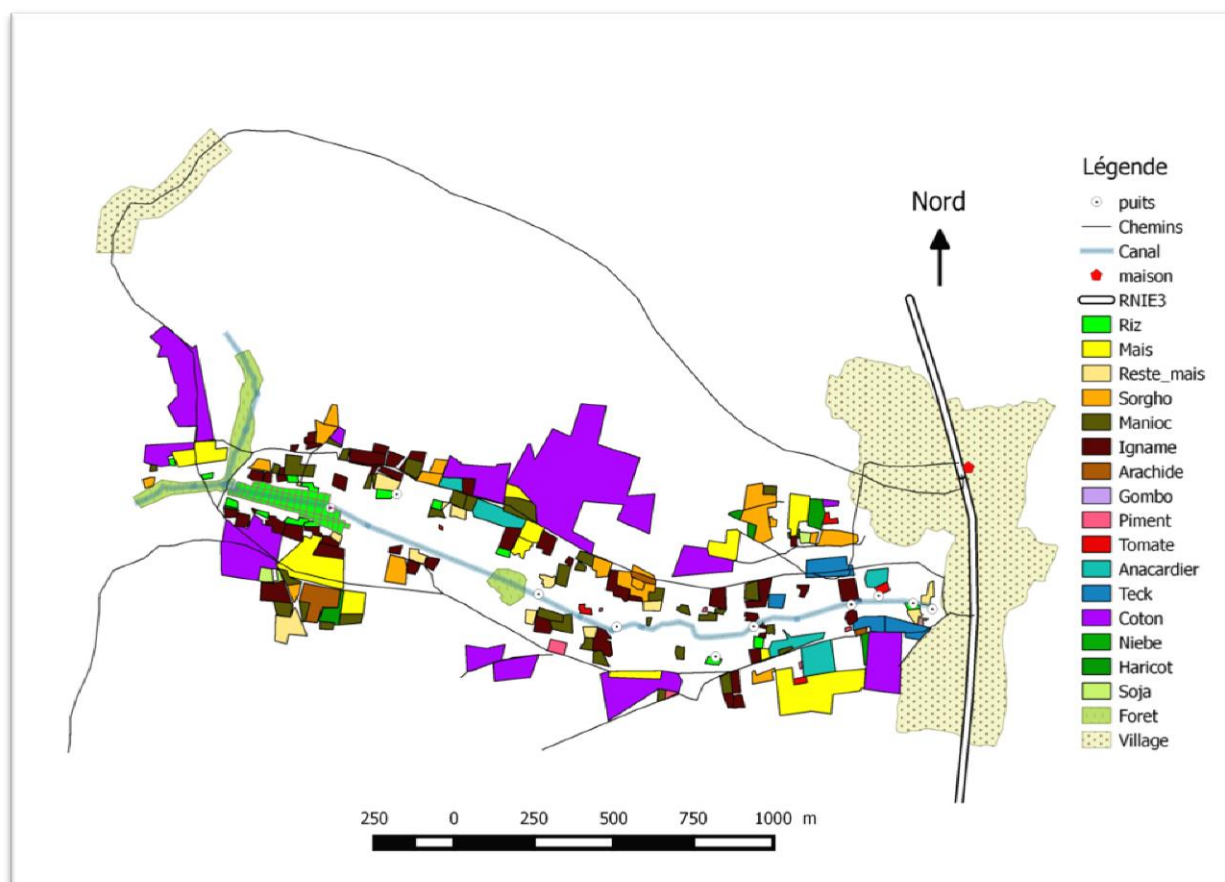 Légende
Nord
puits
Chemins
Canal
maison
RNIE3
Riz
Mais
Reste_mais
Sorgho
Manioc
Igname
Arachide
Gombo
Piment
Tomate
Anacardier
Teck
Coton
Niebe
Haricot
Soja
Foret
Village
250 0 250 500 750 1000 m